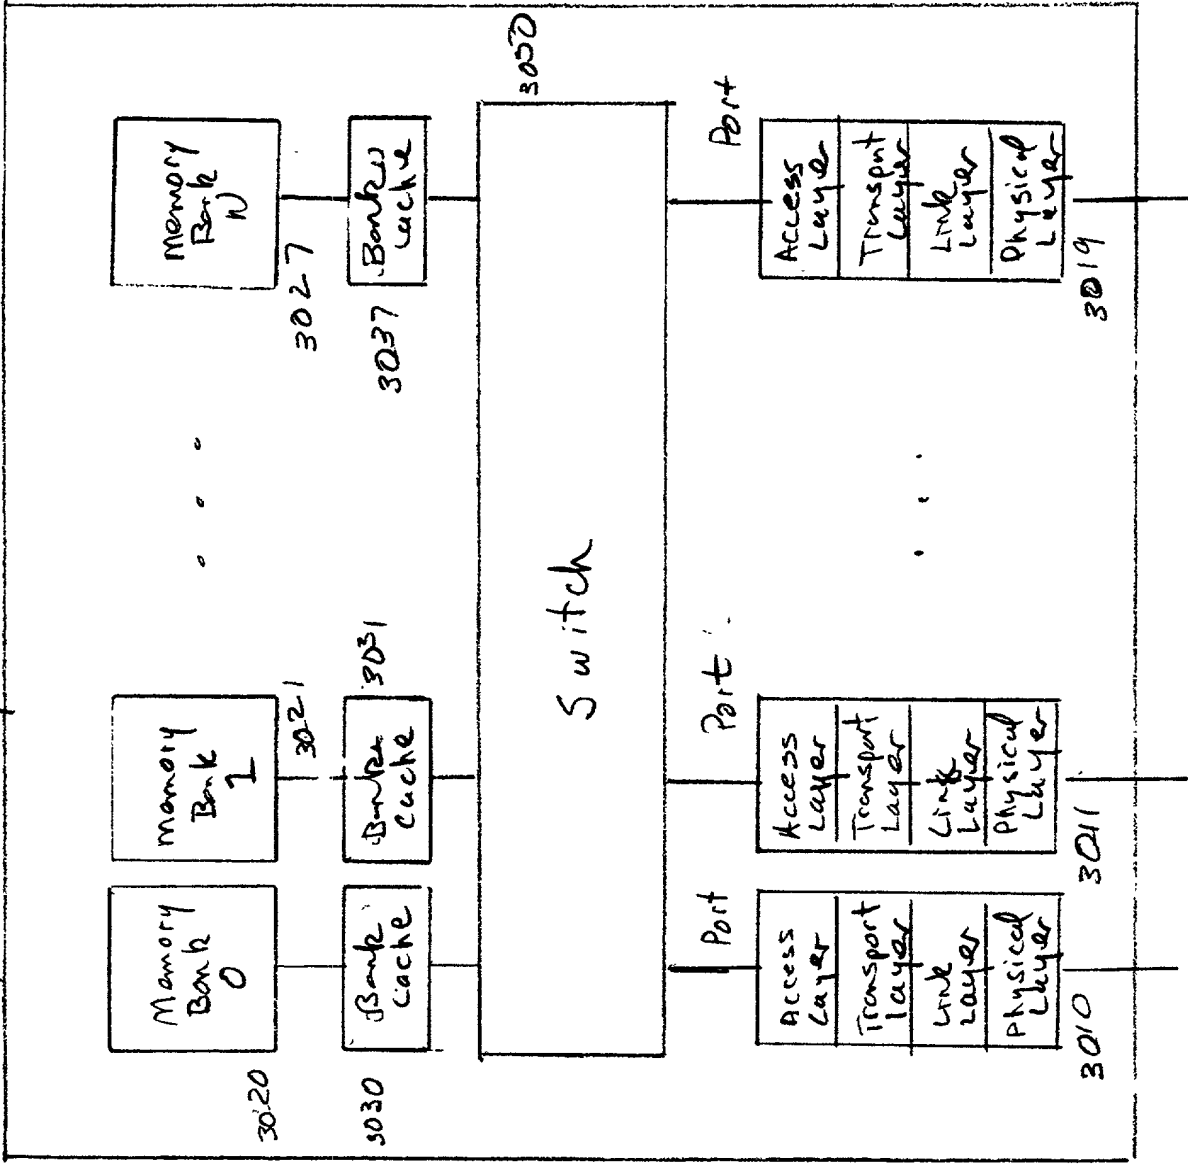 Memory
Bank
0
3020
Memory
Bank
1
3021
Memory
Bank
N
3027
Bank
Cache
3030
Bank
Cache
3031
Bank
Cache
3037
Switch
3050
Port
Access
Layer
Transport
Layer
Link
Layer
Physical
Layer
3010
Port
Access
Layer
Transport
Layer
Link
Layer
Physical
Layer
3011
Port
Access
Layer
Transport
Layer
Link
Layer
Physical
Layer
3019